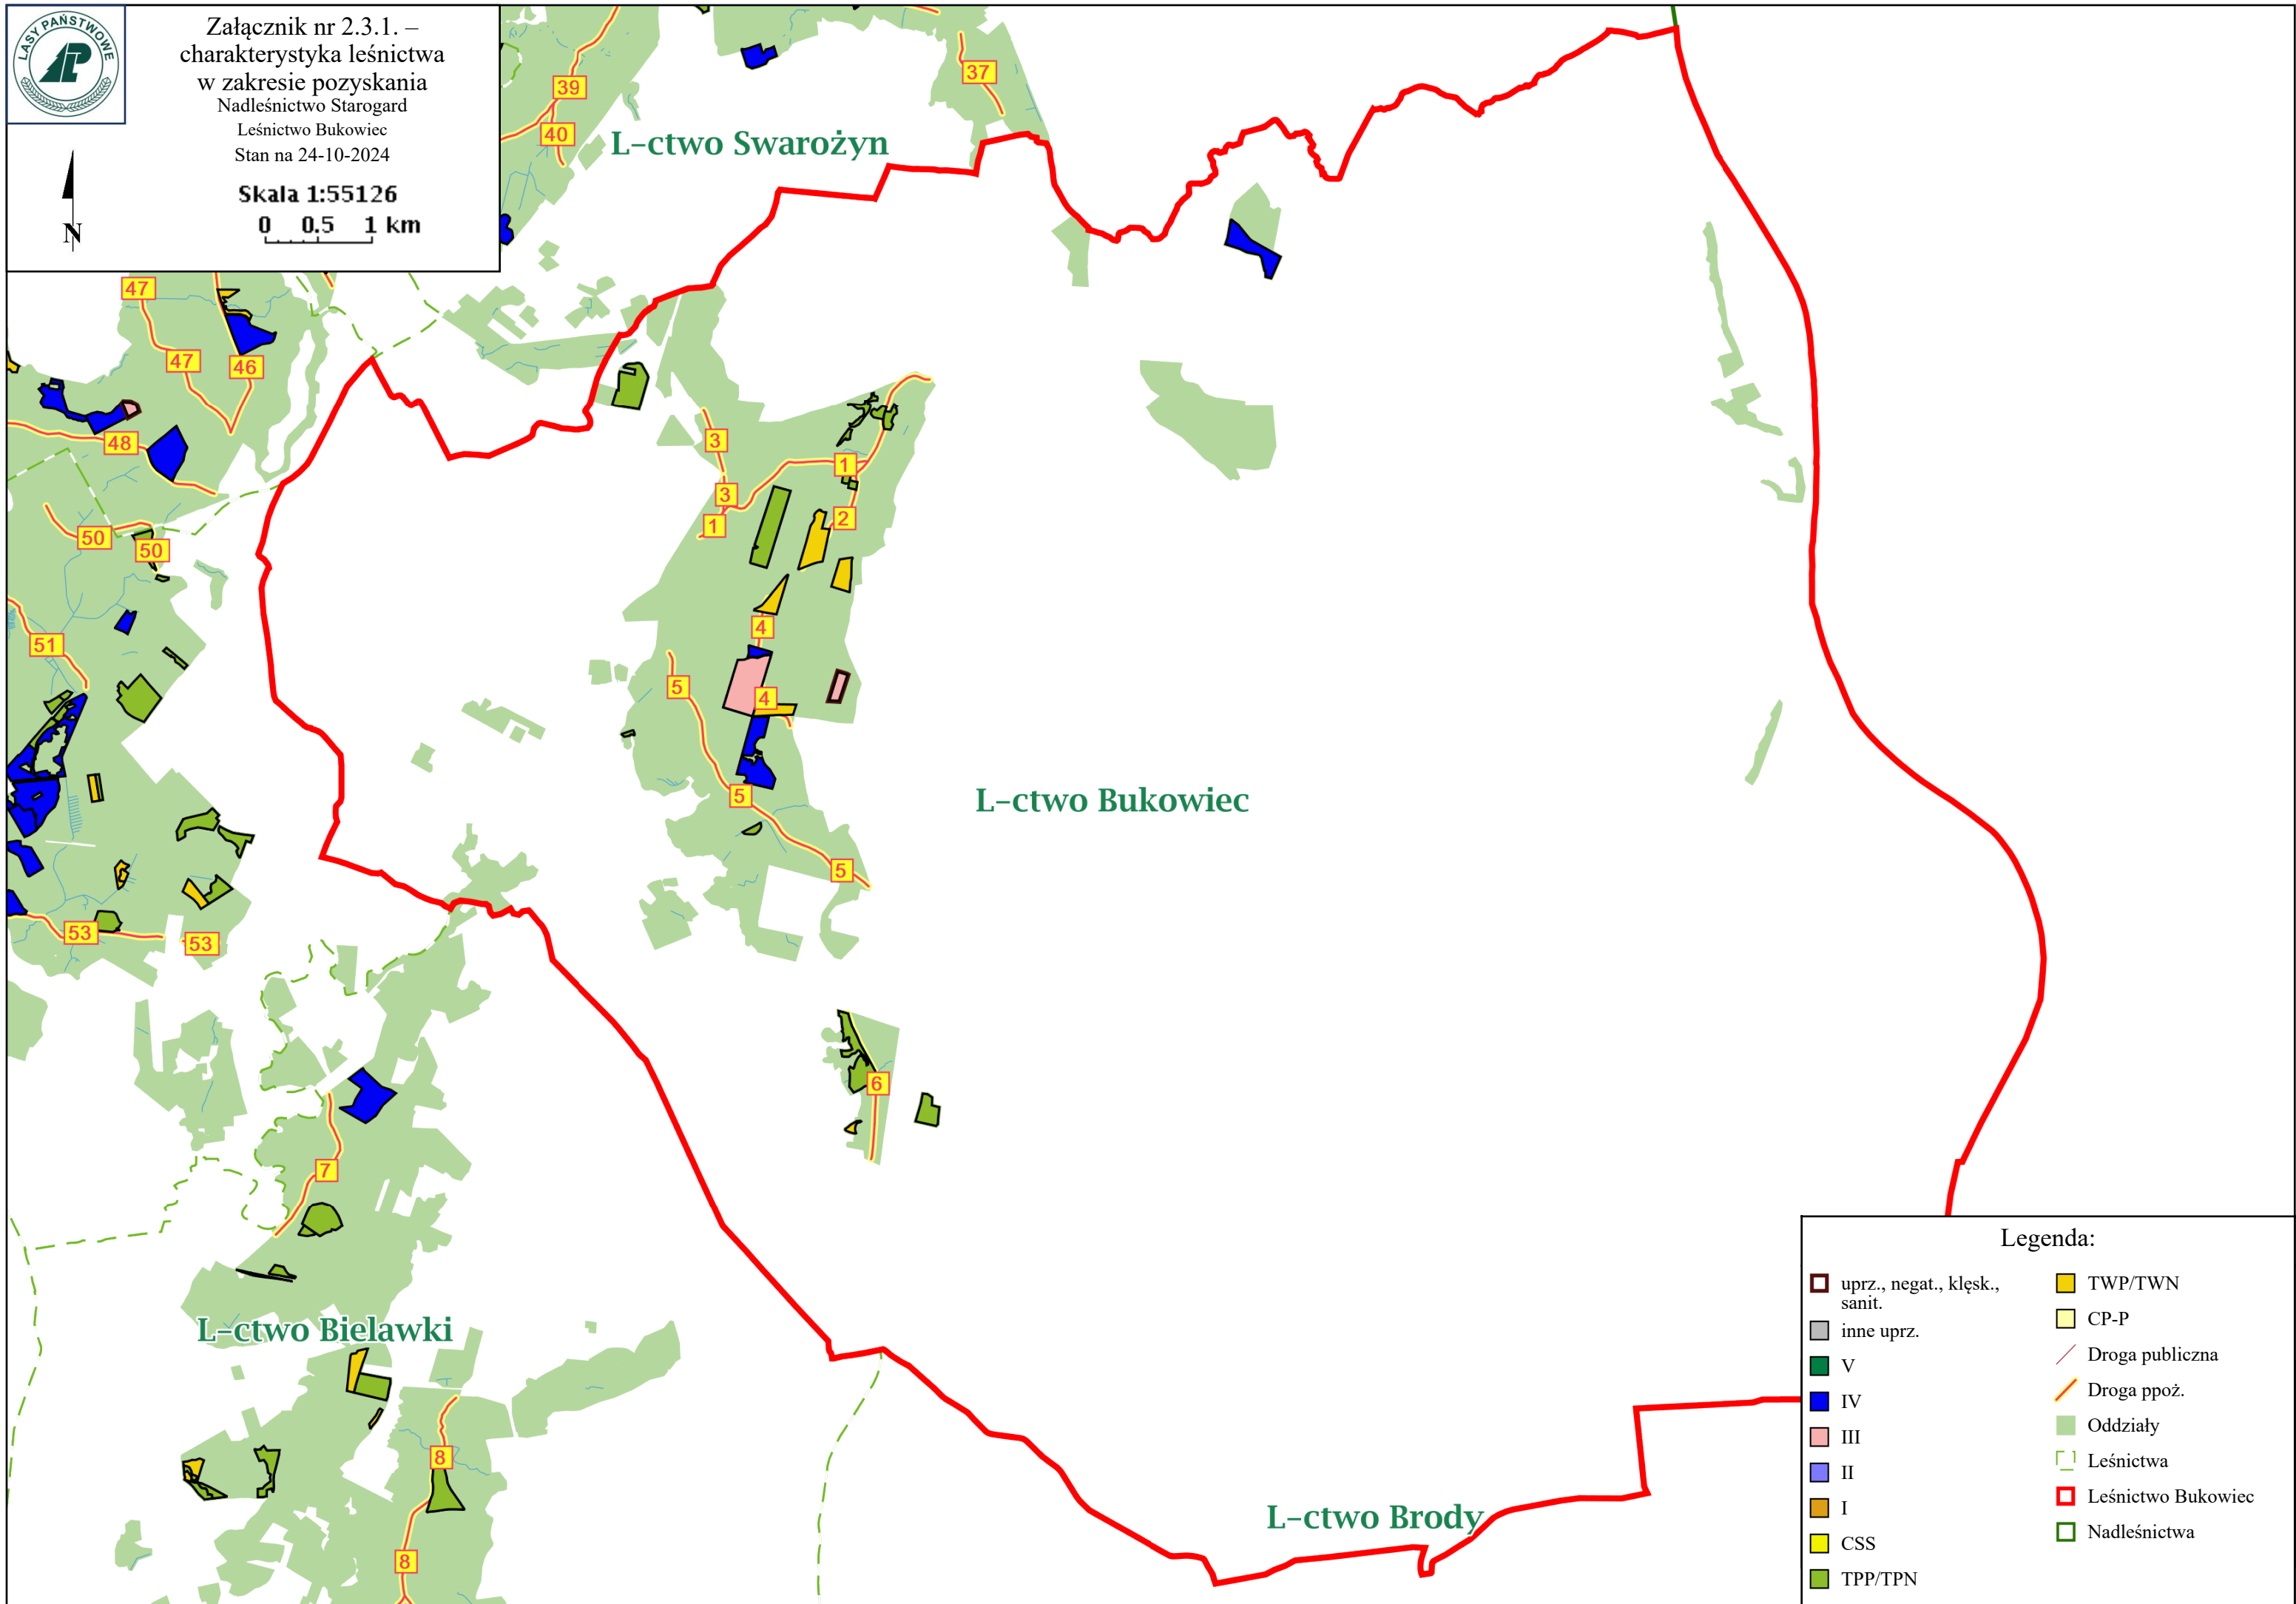 LASY PAŃSTWOWE
LP
Załącznik nr 2.3.1. –
charakterystyka leśnictwa
w zakresie pozyskania
Nadleśnictwo Starogard
Leśnictwo Bukowiec
Stan na 24-10-2024
Skala 1:55126
0 0.5 1 km
N
39
37
40
L-ctwo Swarożyn
47
47
46
48
3
1
3
1
2
50
50
4
51
5
4
L-ctwo Bukowiec
5
5
53
53
6
7
L-ctwo Bielawki
8
L-ctwo Brody
8
Legenda:
uprz., negat., klęsk.,
sanit.
inne uprz.
V
IV
III
II
I
CSS
TPP/TPN
TWP/TWN
CP-P
Droga publiczna
Droga ppoż.
Oddziały
Leśnictwa
Leśnictwo Bukowiec
Nadleśnictwa